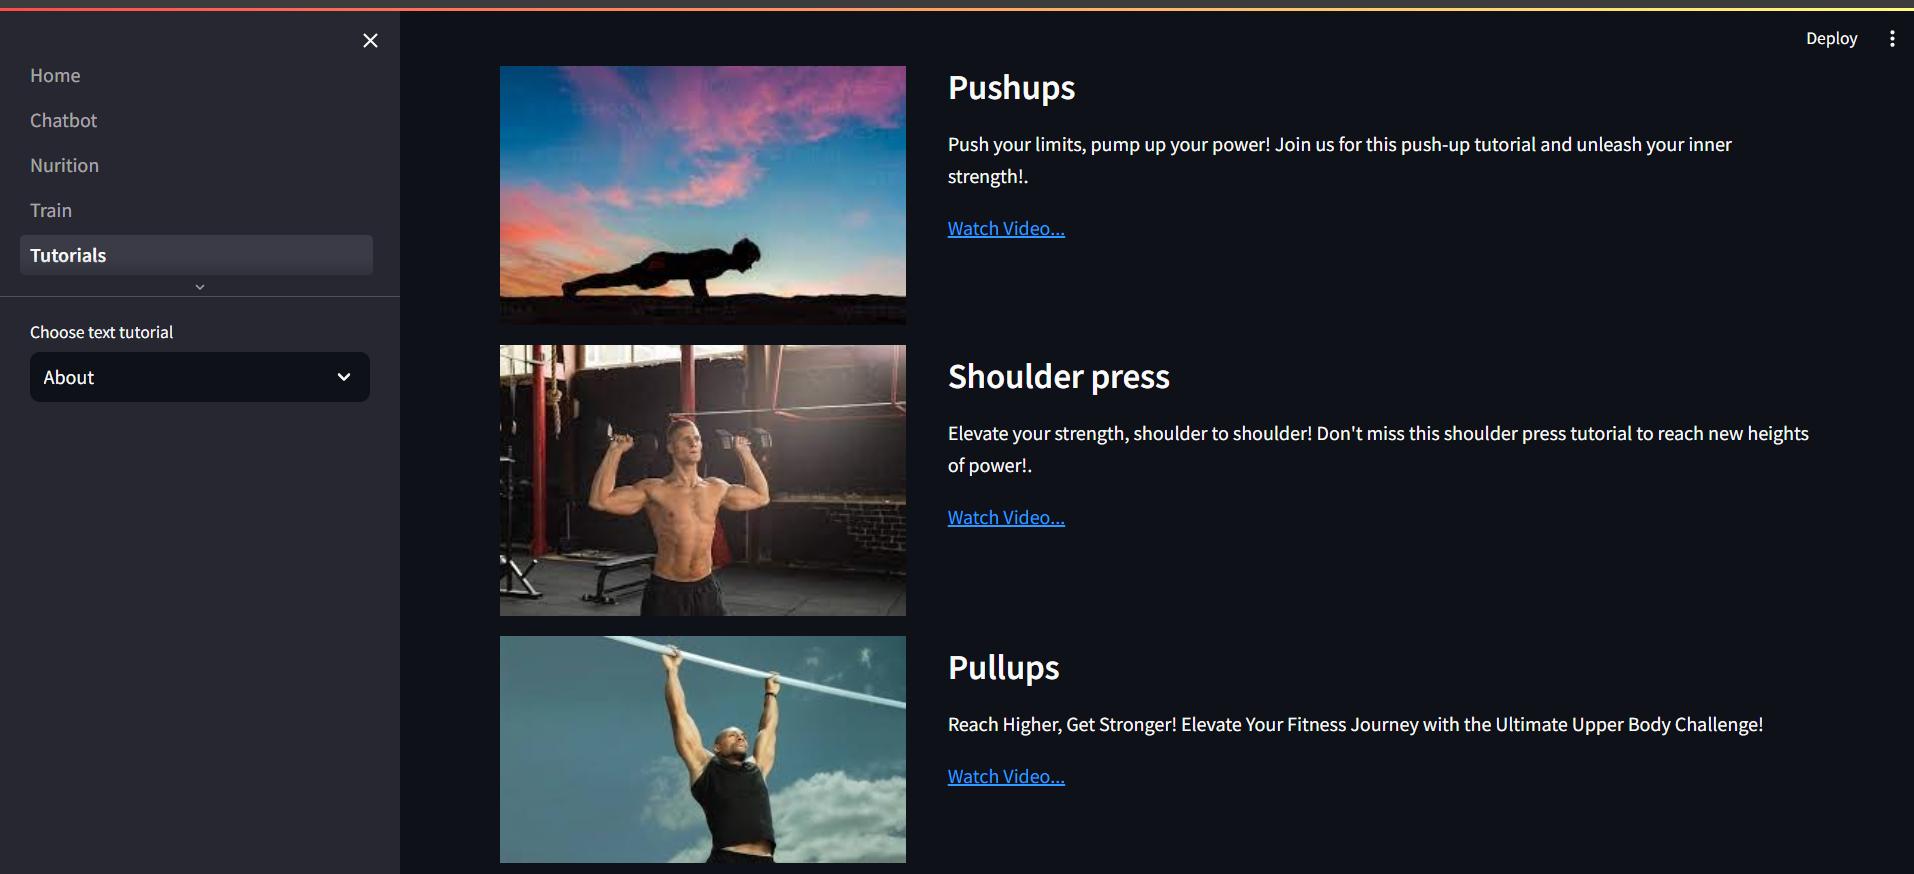 Home
Chatbot
Nurition
Train
Tutorials
Choose text tutorial
About
Deploy
Pushups
Push your limits, pump up your power! Join us for this push-up tutorial and unleash your inner
strength!.
Watch Video...
Shoulder press
Elevate your strength, shoulder to shoulder! Don't miss this shoulder press tutorial to reach new heights
of power!.
Watch Video...
Pullups
Reach Higher, Get Stronger! Elevate Your Fitness Journey with the Ultimate Upper Body Challenge!
Watch Video...